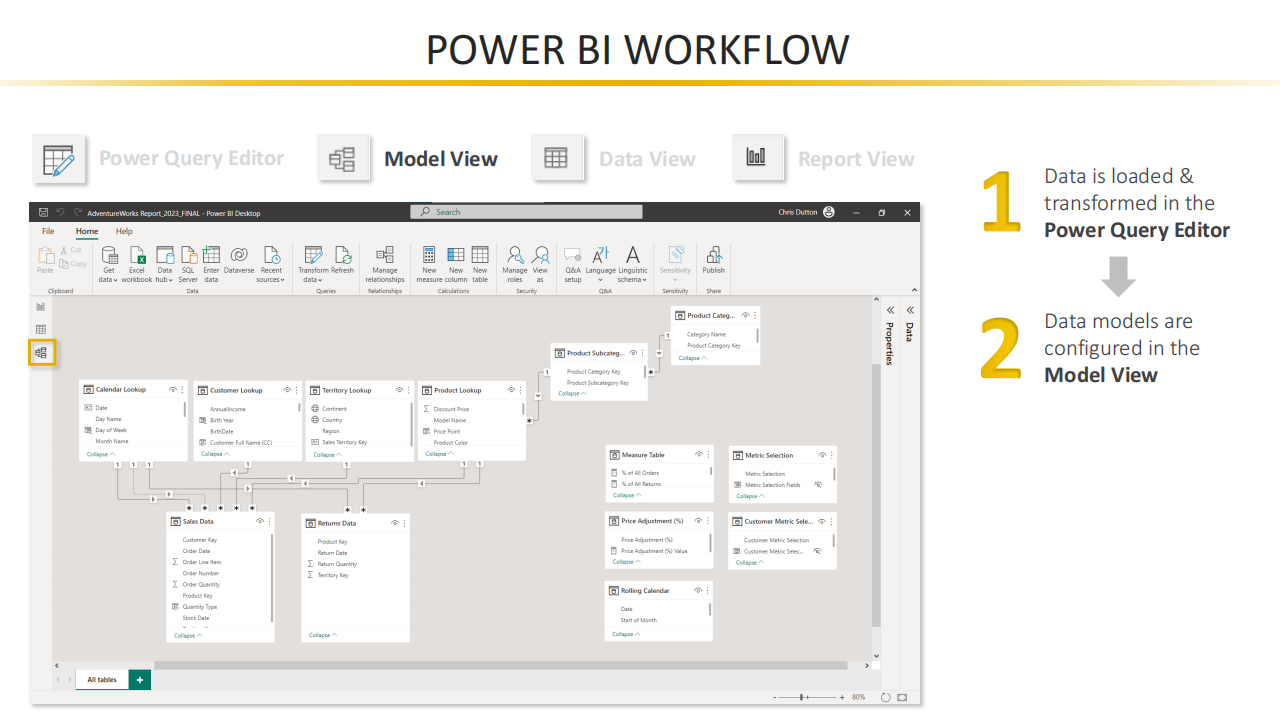 POWER BI WORKFLOW
Power Query Editor
Model View
Data View
Report View
1
Data is loaded &
transformed in the
Power Query Editor
2
Data models are
configured in the
Model View
AdventureWorks Report_2023_FINAL - Power BI Desktop
Search
Chris Dutton
File Home Help
Paste
Cut
Copy
Clipboard
Get data
Excel workbook
Data hub
SQL Server
Enter data
Dataverse
Recent sources
Data
Transform data
Refresh
Queries
Manage relationships
Relationships
New measure
New column
New table
Calculations
Manage roles
View as
Security
Q&A setup
Language
Linguistic schema
Q&A
Sensitivity
Sensitivity
Publish
Share
Properties
Data
Product Categ...
Category Name
Product Category Key
Collapse
Product Subcateg...
Product Category Key
Product Subcategory Key
Collapse
Calendar Lookup
Date
Day Name
Day of Week
Month Name
Collapse
Customer Lookup
AnnualIncome
Birth Year
BirthDate
Customer Full Name (CC)
Collapse
Territory Lookup
Continent
Country
Region
Sales Territory Key
Collapse
Product Lookup
Discount Price
Model Name
Price Point
Product Color
Collapse
1 1 1 1 1 1 1 1 1
* * * * * * * * *
Sales Data
Customer Key
Order Date
Order Line Item
Order Number
Order Quantity
Product Key
Quantity Type
Stock Date
Collapse
Returns Data
Product Key
Return Date
Return Quantity
Territory Key
Collapse
Measure Table
% of All Orders
% of All Returns
Collapse
Metric Selection
Metric Selection
Metric Selection Fields
Collapse
Price Adjustment (%)
Price Adjustment (%)
Price Adjustment (%) Value
Collapse
Customer Metric Sele...
Customer Metric Selection
Customer Metric Selec...
Collapse
Rolling Calendar
Date
Start of Month
Collapse
All tables
+
- + 80%